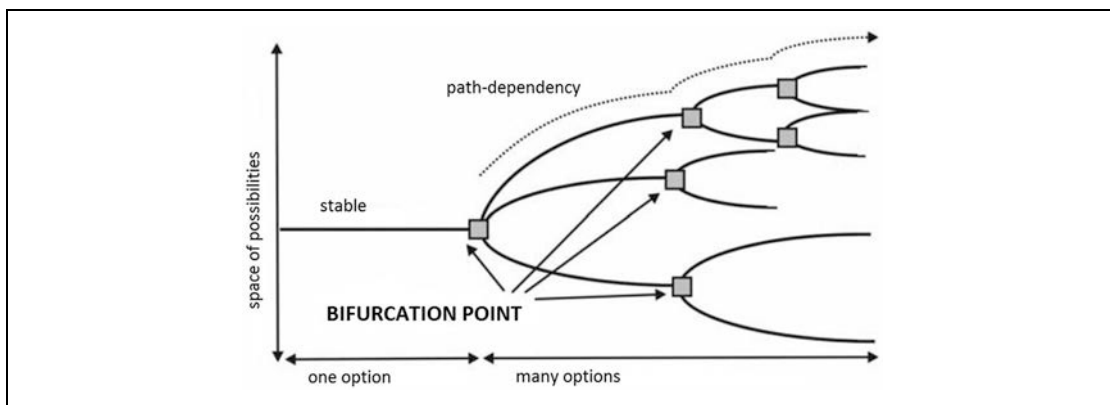 path-dependency
space of possibilities
stable
BIFURCATION POINT
one option
many options